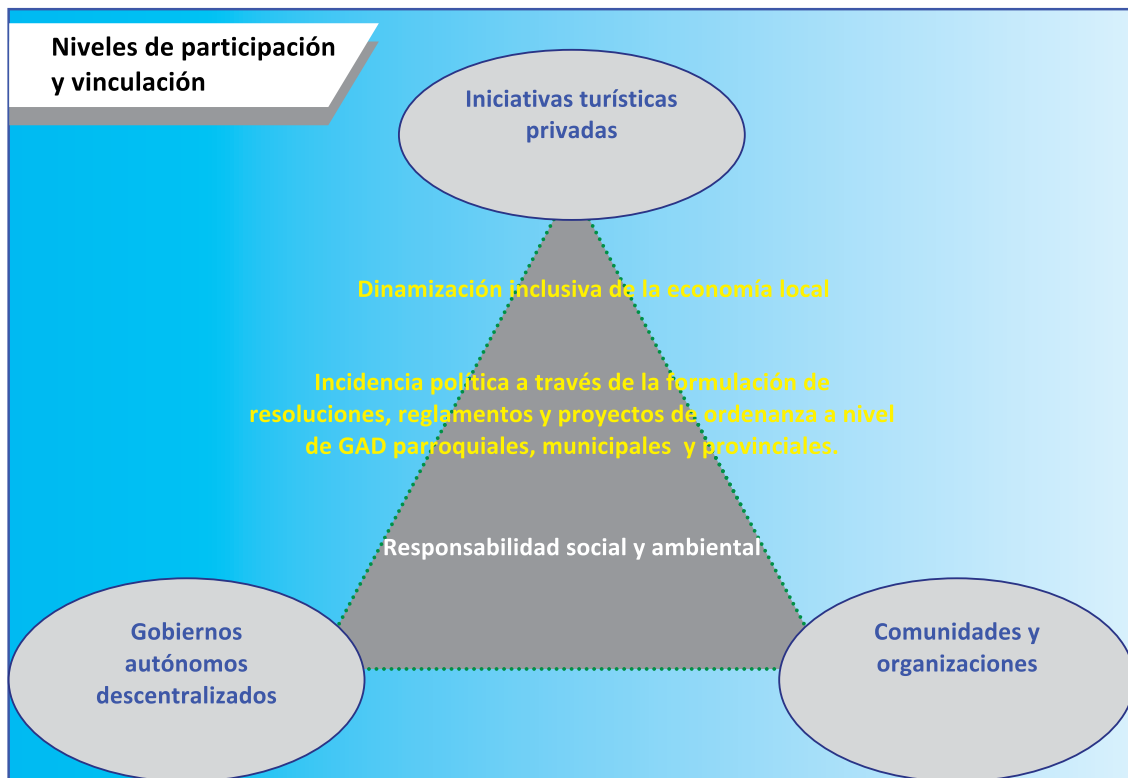 Niveles de participación
y vinculación
Iniciativas turísticas
privadas
Dinamización inclusiva de la economía local
Incidencia política a través de la formulación de
resoluciones, reglamentos y proyectos de ordenanza a nivel
de GAD parroquiales, municipales  y provinciales.
Responsabilidad social y ambiental
Gobiernos
autónomos
descentralizados
Comunidades y
organizaciones